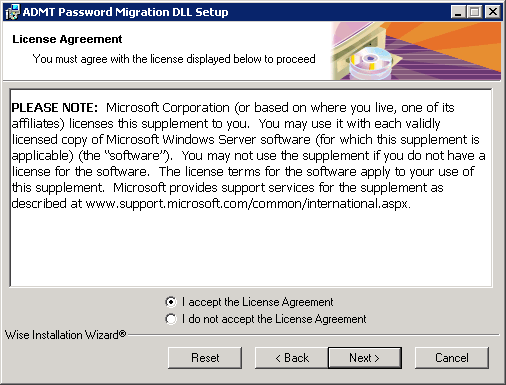 ADMT Password Migration DLL Setup
License Agreement
You must agree with the license displayed below to proceed
PLEASE NOTE: Microsoft Corporation (or based on where you live, one of its
affiliates) licenses this supplement to you. You may use it with each validly
licensed copy of Microsoft Windows Server software (for which this supplement is
applicable) (the “software”). You may not use the supplement if you do not have a
license for the software. The license terms for the software apply to your use of
this supplement. Microsoft provides support services for the supplement as
described at www.support.microsoft.com/common/international.aspx.
I accept the License Agreement
I do not accept the License Agreement
Wise Installation Wizard®
Reset
< Back
Next >
Cancel